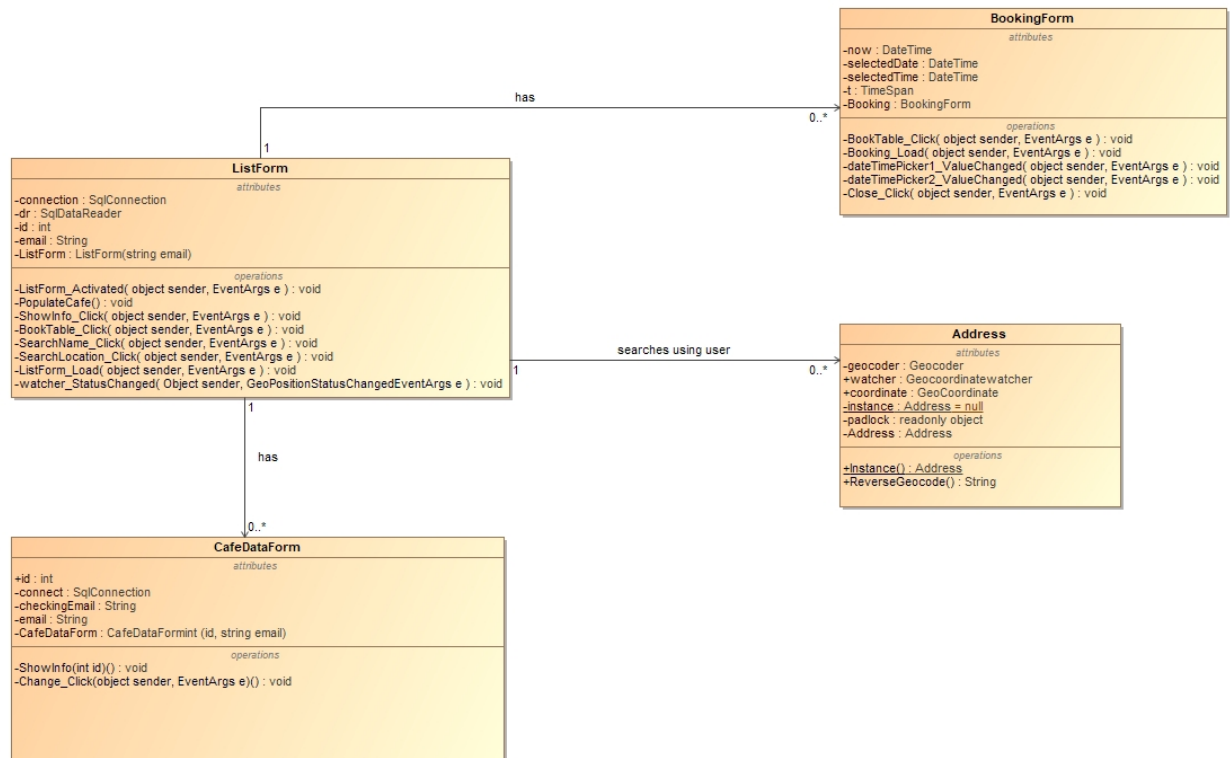 BookingForm
attributes
-now : DateTime
-selectedDate : DateTime
-selectedTime : DateTime
-t : TimeSpan
-Booking : BookingForm
operations
-BookTable_Click( object sender, EventArgs e ) : void
-Booking_Load( object sender, EventArgs e ) : void
-dateTimePicker1_ValueChanged( object sender, EventArgs e ) : void
-dateTimePicker2_ValueChanged( object sender, EventArgs e ) : void
-Close_Click( object sender, EventArgs e ) : void
has
0..*
1
ListForm
attributes
-connection : SqlConnection
-dr : SqlDataReader
-id : int
-email : String
-ListForm : ListForm(string email)
operations
-ListForm_Activated( object sender, EventArgs e ) : void
-PopulateCafe() : void
-ShowInfo_Click( object sender, EventArgs e ) : void
-BookTable_Click( object sender, EventArgs e ) : void
-SearchName_Click( object sender, EventArgs e ) : void
-SearchLocation_Click( object sender, EventArgs e ) : void
-ListForm_Load( object sender, EventArgs e ) : void
-watcher_StatusChanged( Object sender, GeoPositionStatusChangedEventArgs e ) : void
searches using user
1
0..*
Address
attributes
-geocoder : Geocoder
+watcher : Geocoordinatewatcher
+coordinate : GeoCoordinate
-instance : Address = null
-padlock : readonly object
-Address : Address
operations
+Instance() : Address
+ReverseGeocode() : String
1
has
0..*
CafeDataForm
attributes
+id : int
-connect : SqlConnection
-checkingEmail : String
-email : String
-CafeDataForm : CafeDataFormint (id, string email)
operations
-ShowInfo(int id)() : void
-Change_Click(object sender, EventArgs e)() : void